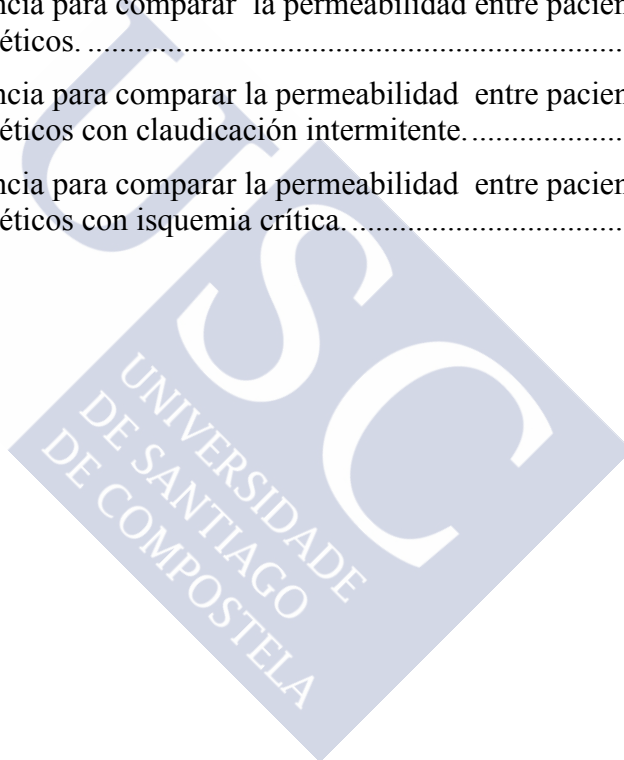 ncia para comparar la permeabilidad entre pacien
éticos. ....................................................................
ncia para comparar la permeabilidad entre pacien
éticos con claudicación intermitente. ....................
ncia para comparar la permeabilidad entre pacien
éticos con isquemia crítica. ...................................
USC
UNIVERSIDADE
DE SANTIAGO
DE COMPOSTELA